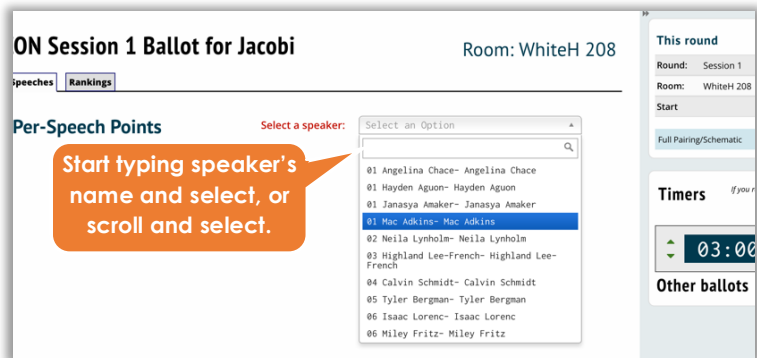 ON Session 1 Ballot for Jacobi
Room: WhiteH 208
Speeches Rankings
Per-Speech Points
Select a speaker:
Select an Option
Start typing speaker's
name and select, or
scroll and select.
01 Angelina Chace– Angelina Chace
01 Hayden Aguon– Hayden Aguon
01 Janasya Amaker– Janasya Amaker
01 Mac Adkins– Mac Adkins
02 Neila Lynholm– Neila Lynholm
03 Highland Lee-French– Highland Lee-
French
04 Calvin Schmidt– Calvin Schmidt
05 Tyler Bergman– Tyler Bergman
06 Isaac Lorenc– Isaac Lorenc
06 Miley Fritz– Miley Fritz
This round
Round: Session 1
Room: WhiteH 208
Start
Full Pairing/Schematic
Timers
If you
03:00
Other ballots